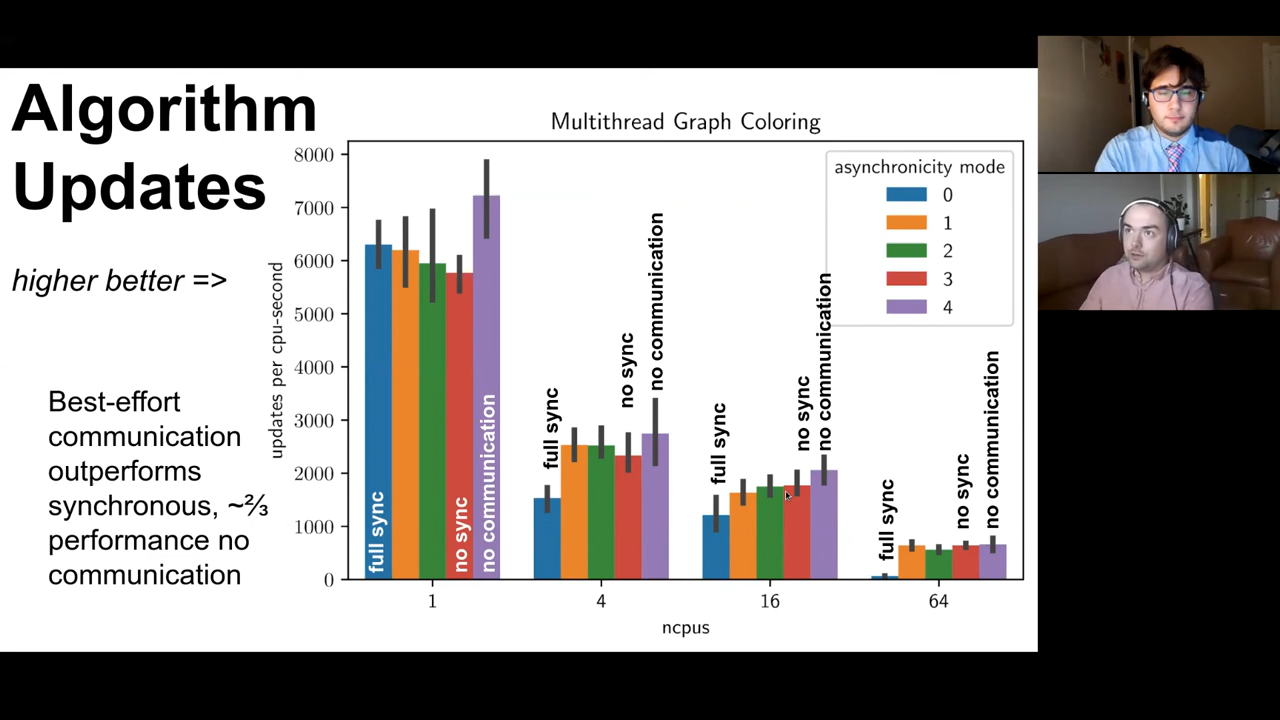 Algorithm
Updates
higher better =>
Best-effort
communication
outperforms
synchronous, ~⅔
performance no
communication
Multithread Graph Coloring
updates per cpu-second
8000
7000
6000
5000
4000
3000
2000
1000
0
asynchronicity mode
0
1
2
3
4
full sync
no sync
no communication
full sync
no sync
no communication
full sync
no sync
no communication
full sync
no sync
no communication
1
4
16
64
ncpus